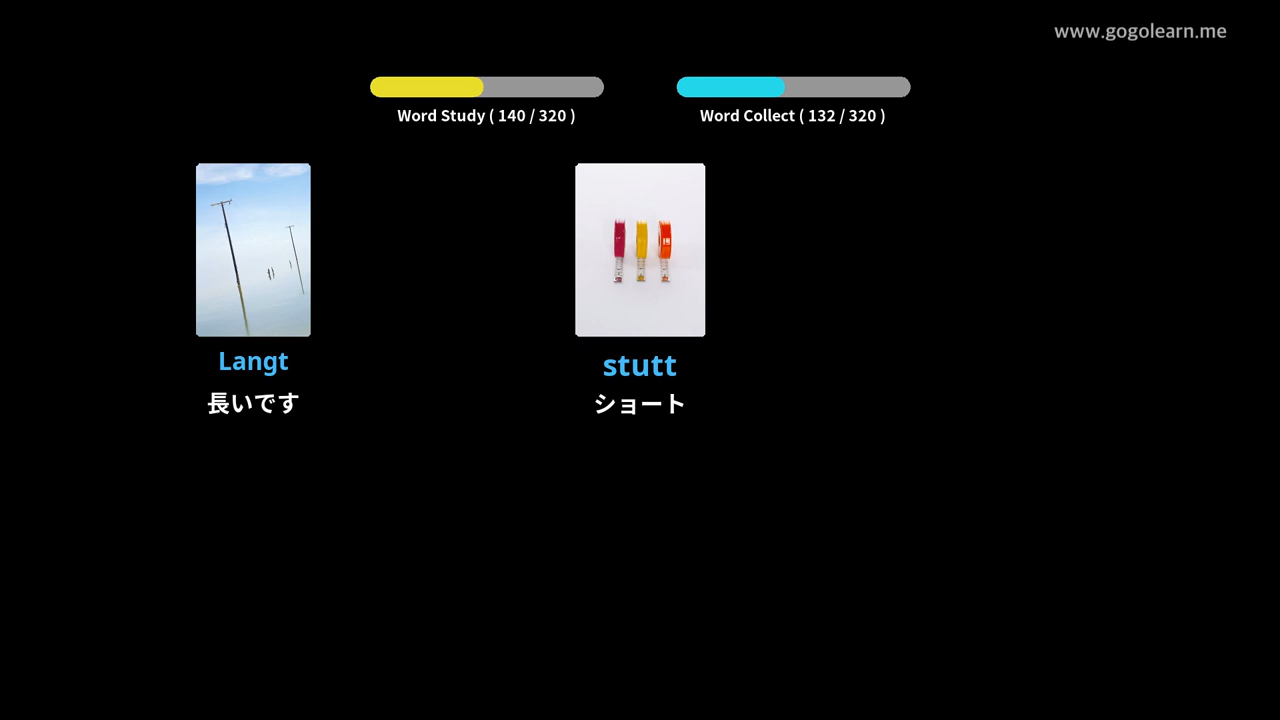 www.gogolearn.me
Word Study ( 140 / 320 )
Word Collect ( 132 / 320 )
Langt
長いです
stutt
ショート